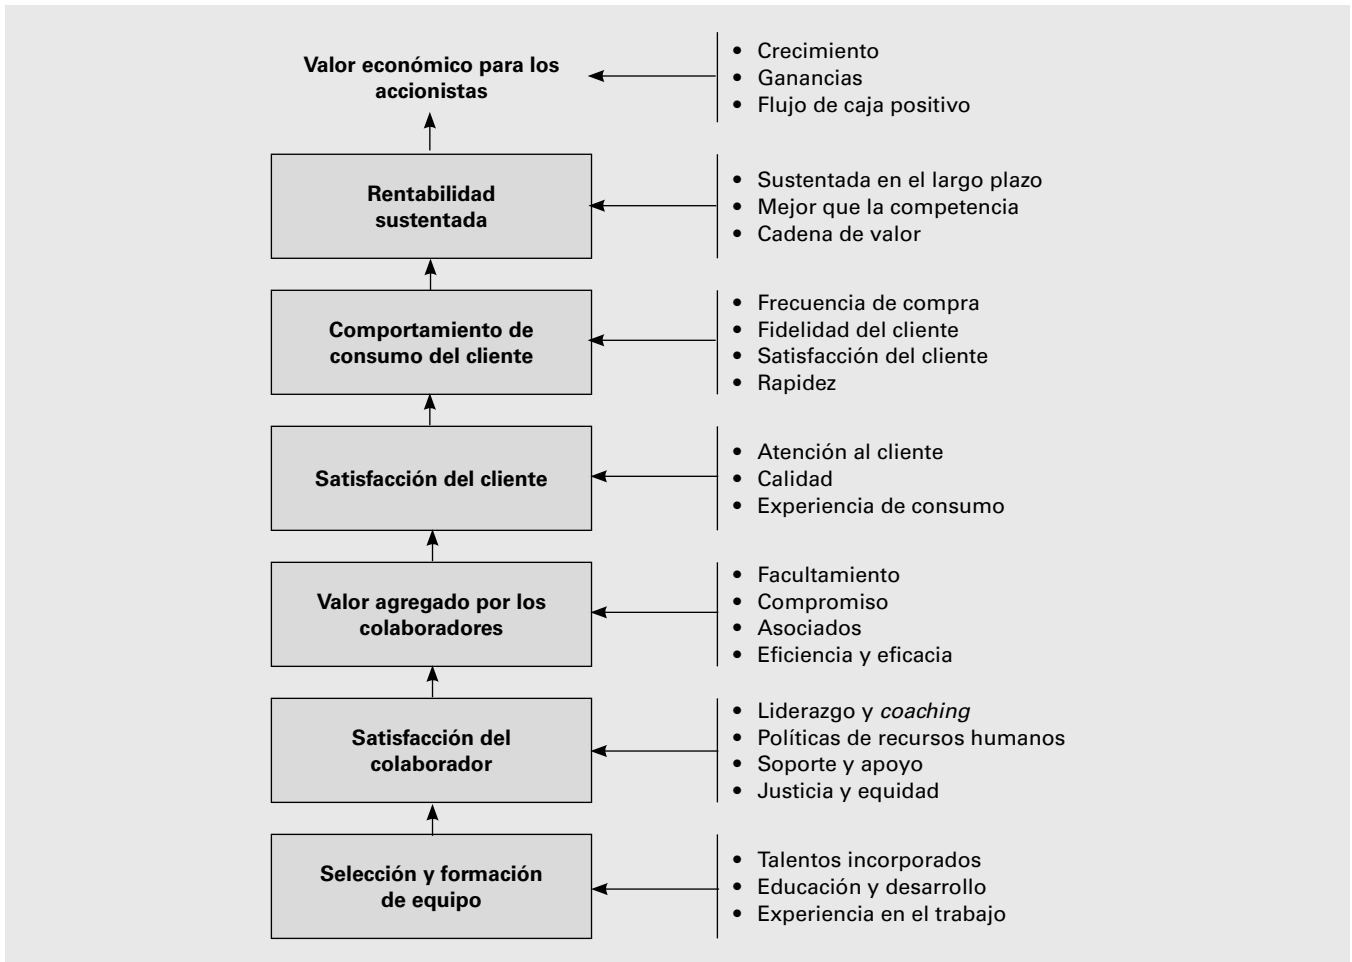 Valor económico para los
accionistas
• Crecimiento
• Ganancias
• Flujo de caja positivo
Rentabilidad
sustentada
• Sustentada en el largo plazo
• Mejor que la competencia
• Cadena de valor
Comportamiento de
consumo del cliente
• Frecuencia de compra
• Fidelidad del cliente
• Satisfacción del cliente
• Rapidez
Satisfacción del cliente
• Atención al cliente
• Calidad
• Experiencia de consumo
Valor agregado por los
colaboradores
• Facultamiento
• Compromiso
• Asociados
• Eficiencia y eficacia
Satisfacción del
colaborador
• Liderazgo y coaching
• Políticas de recursos humanos
• Soporte y apoyo
• Justicia y equidad
Selección y formación
de equipo
• Talentos incorporados
• Educación y desarrollo
• Experiencia en el trabajo